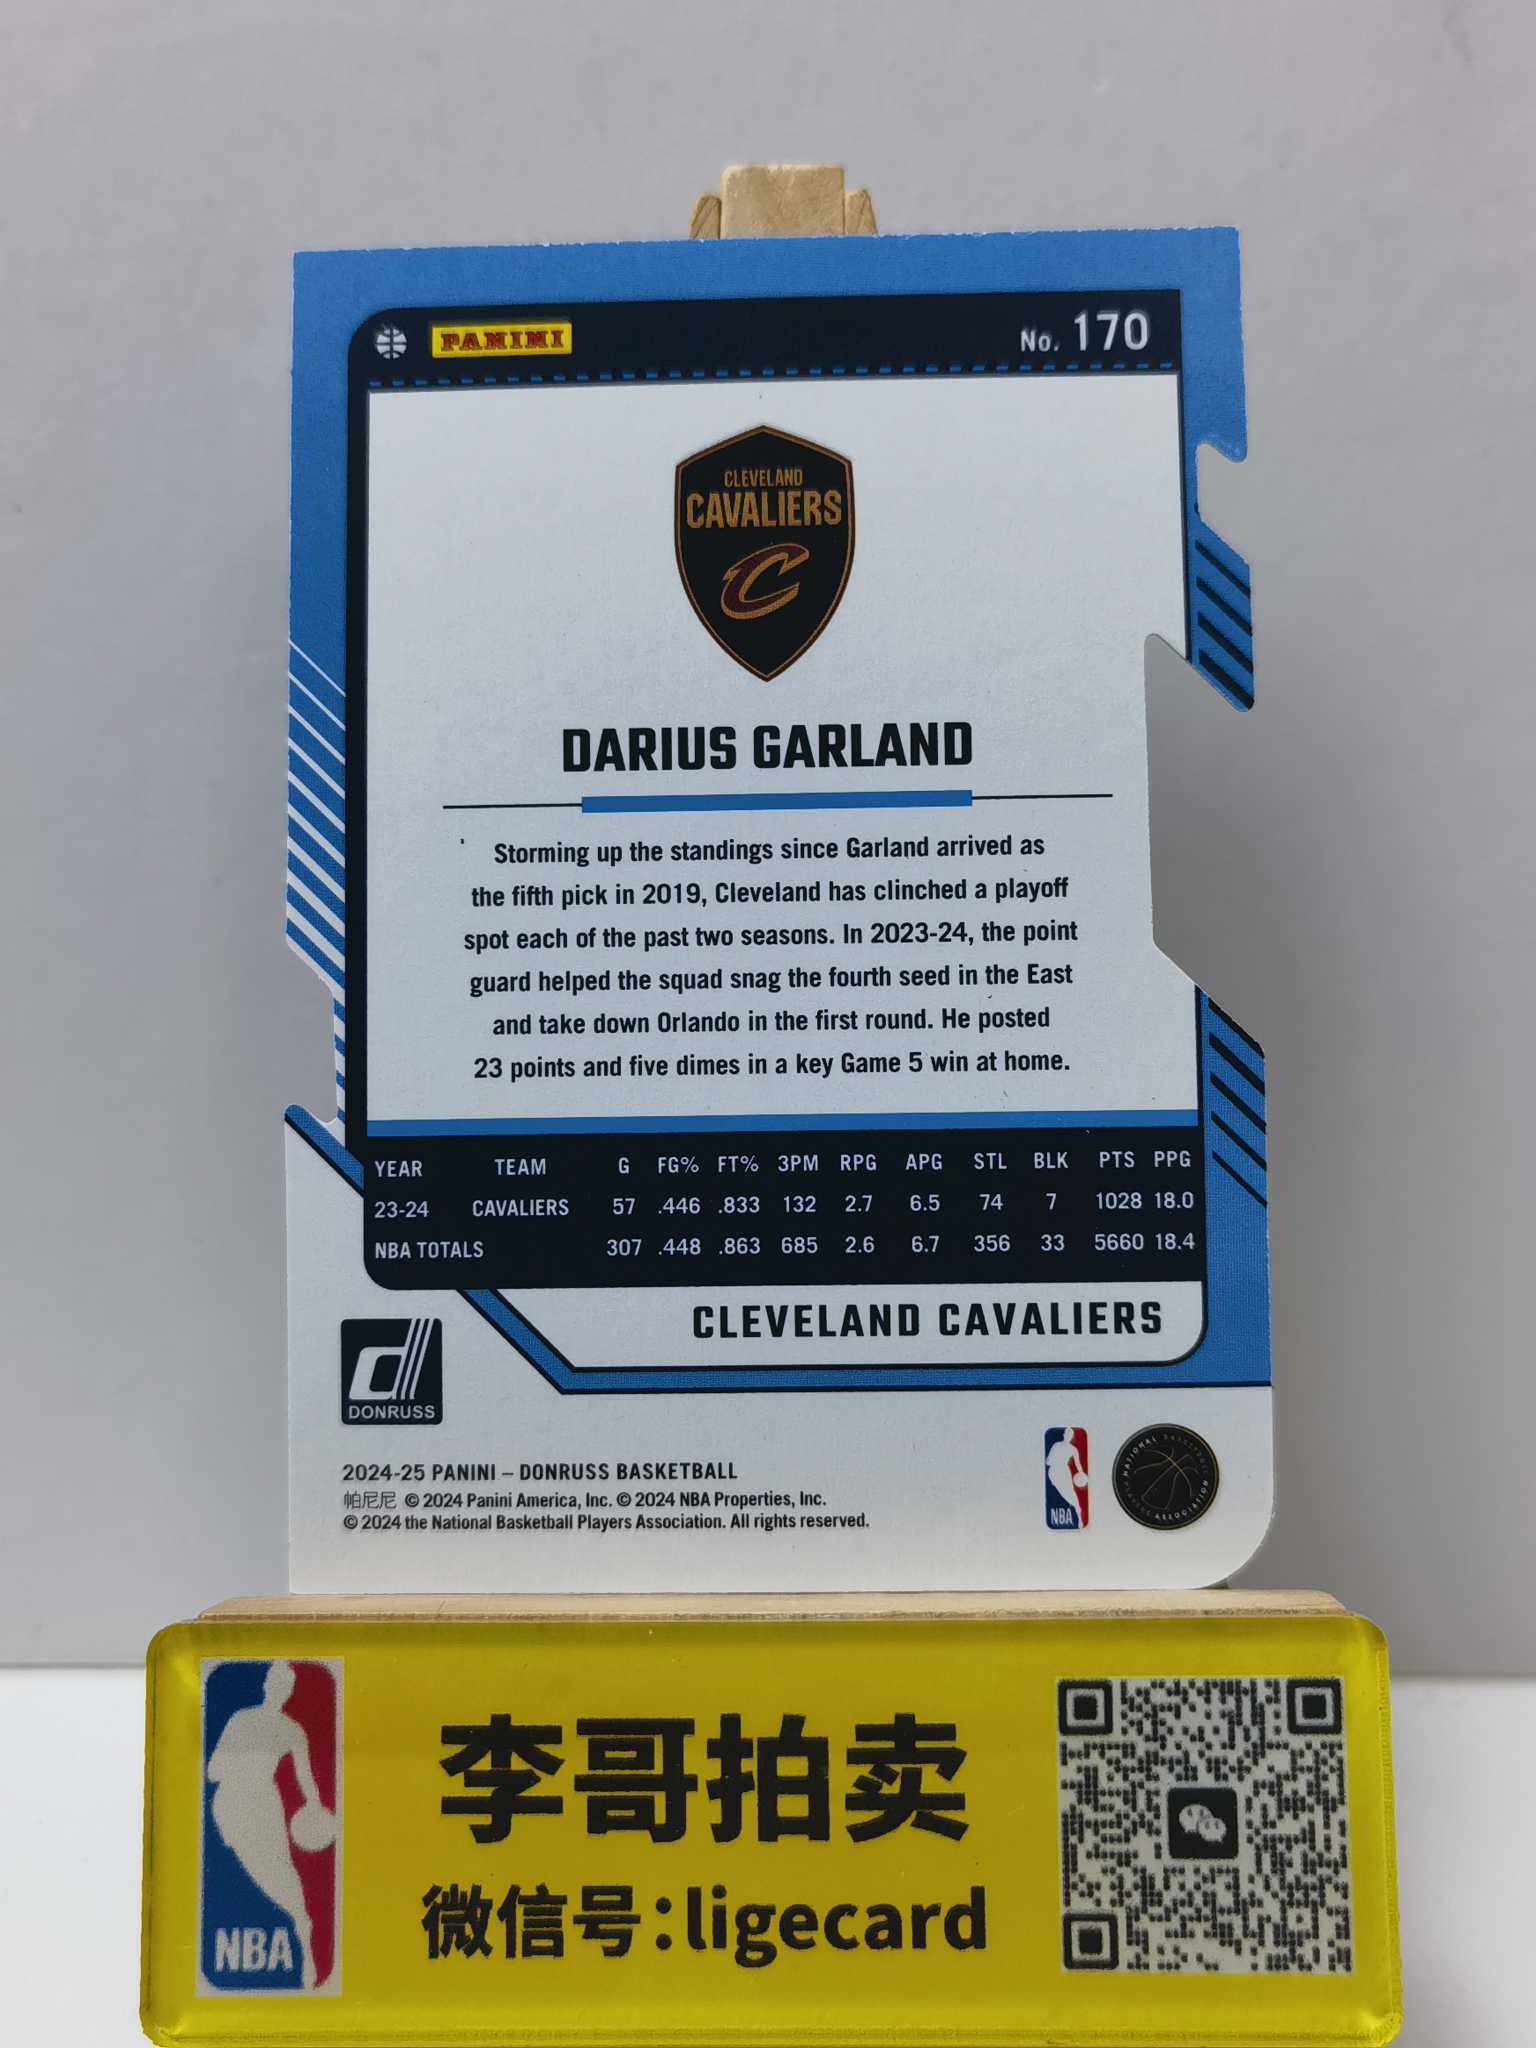 PANINI No. 170
CLEVELAND
CAVALIERS
C
DARIUS GARLAND
Storming up the standings since Garland arrived as
the fifth pick in 2019, Cleveland has clinched a playoff
spot each of the past two seasons. In 2023-24, the point
guard helped the squad snag the fourth seed in the East
and take down Orlando in the first round. He posted
23 points and five dimes in a key Game 5 win at home.
YEAR TEAM G FG% FT% 3PM RPG APG STL BLK PTS PPG
23-24 CAVALIERS 57 .446 .833 132 2.7 6.5 74 7 1028 18.0
NBA TOTALS 307 .448 .863 685 2.6 6.7 356 33 5660 18.4
CLEVELAND CAVALIERS
d
DONRUSS
2024-25 PANINI – DONRUSS BASKETBALL
帕尼尼 © 2024 Panini America, Inc. © 2024 NBA Properties, Inc.
© 2024 the National Basketball Players Association. All rights reserved.
NBA
NATIONAL BASKETBALL
PLAYERS ASSOCIATION
李哥拍卖
微信号:ligecard
NBA